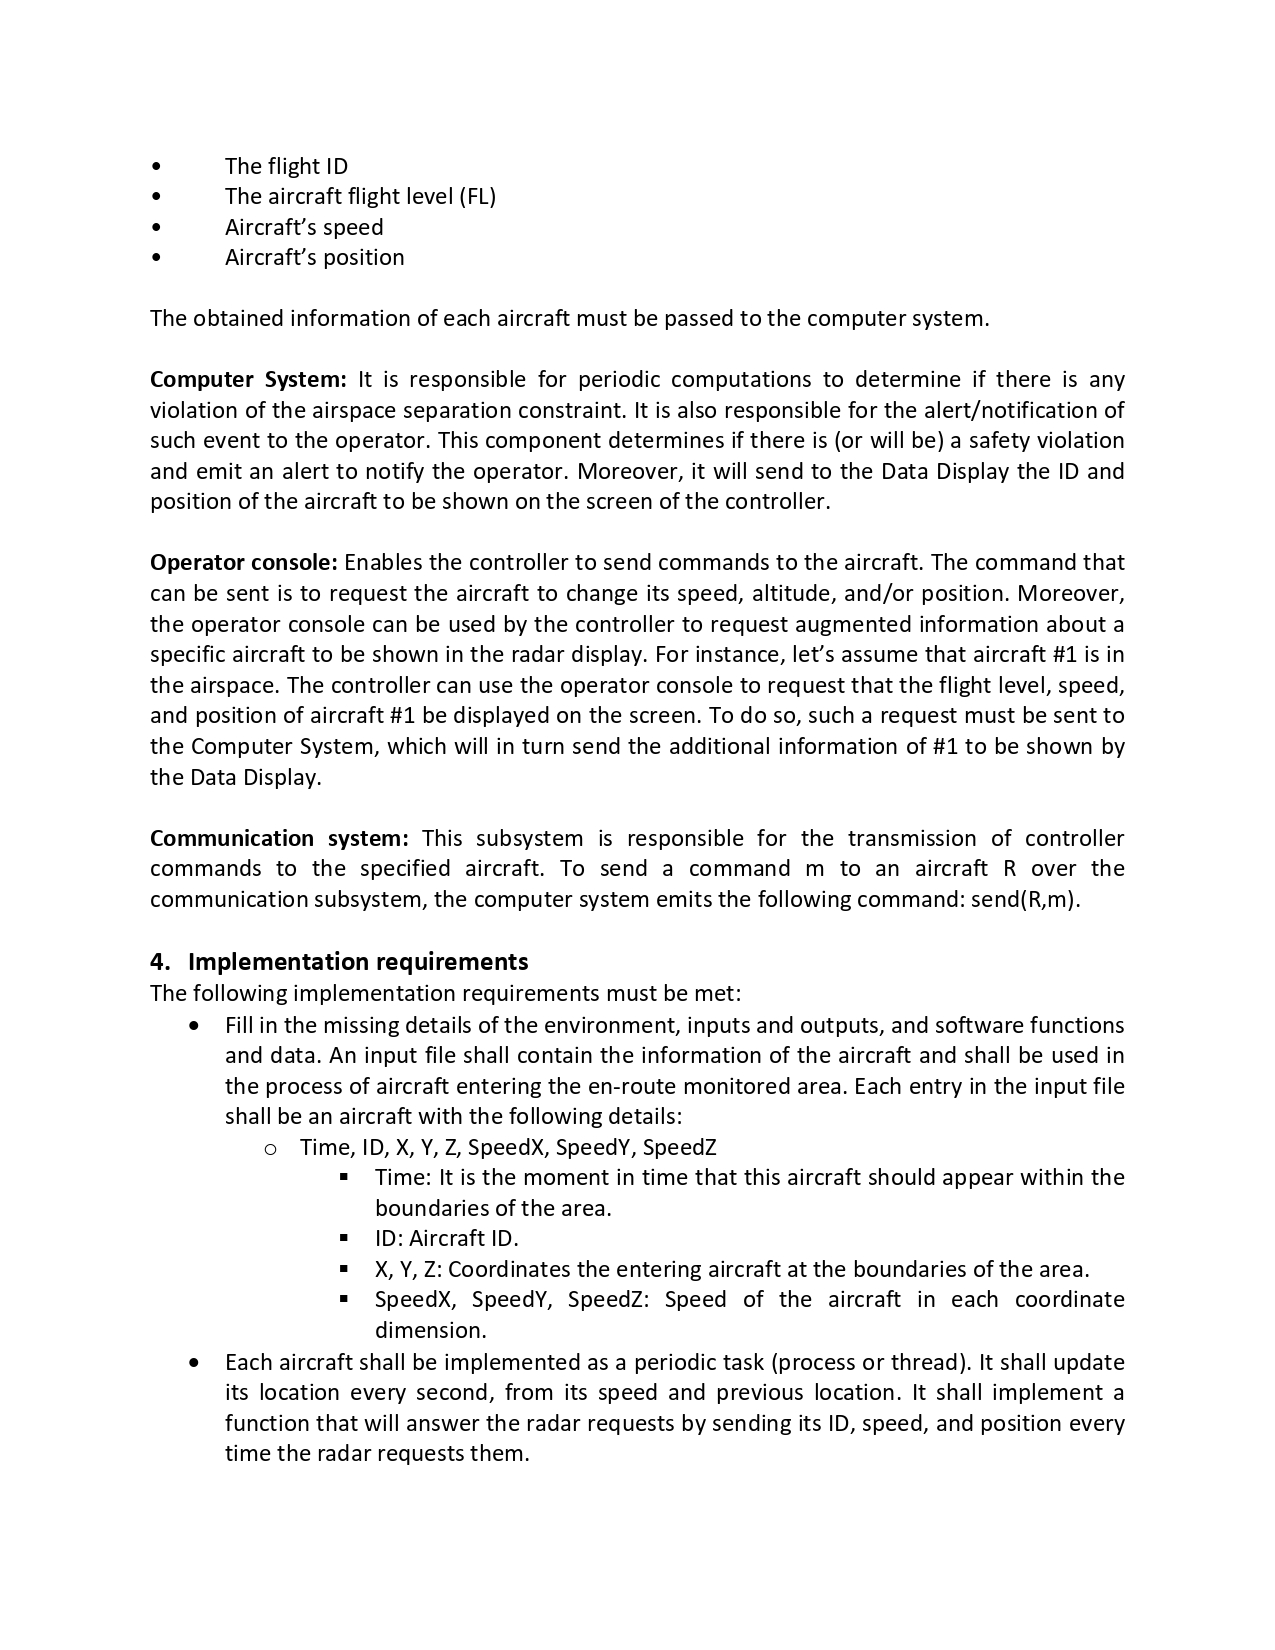 • The flight ID
• The aircraft flight level (FL)
• Aircraft’s speed
• Aircraft’s position
The obtained information of each aircraft must be passed to the computer system.
Computer System: It is responsible for periodic computations to determine if there is any
violation of the airspace separation constraint. It is also responsible for the alert/notification of
such event to the operator. This component determines if there is (or will be) a safety violation
and emit an alert to notify the operator. Moreover, it will send to the Data Display the ID and
position of the aircraft to be shown on the screen of the controller.
Operator console: Enables the controller to send commands to the aircraft. The command that
can be sent is to request the aircraft to change its speed, altitude, and/or position. Moreover,
the operator console can be used by the controller to request augmented information about a
specific aircraft to be shown in the radar display. For instance, let’s assume that aircraft #1 is in
the airspace. The controller can use the operator console to request that the flight level, speed,
and position of aircraft #1 be displayed on the screen. To do so, such a request must be sent to
the Computer System, which will in turn send the additional information of #1 to be shown by
the Data Display.
Communication system: This subsystem is responsible for the transmission of controller
commands to the specified aircraft. To send a command m to an aircraft R over the
communication subsystem, the computer system emits the following command: send(R,m).
4. Implementation requirements
The following implementation requirements must be met:
• Fill in the missing details of the environment, inputs and outputs, and software functions
and data. An input file shall contain the information of the aircraft and shall be used in
the process of aircraft entering the en-route monitored area. Each entry in the input file
shall be an aircraft with the following details:
o Time, ID, X, Y, Z, SpeedX, SpeedY, SpeedZ
▪ Time: It is the moment in time that this aircraft should appear within the
boundaries of the area.
▪ ID: Aircraft ID.
▪ X, Y, Z: Coordinates the entering aircraft at the boundaries of the area.
▪ SpeedX, SpeedY, SpeedZ: Speed of the aircraft in each coordinate
dimension.
• Each aircraft shall be implemented as a periodic task (process or thread). It shall update
its location every second, from its speed and previous location. It shall implement a
function that will answer the radar requests by sending its ID, speed, and position every
time the radar requests them.